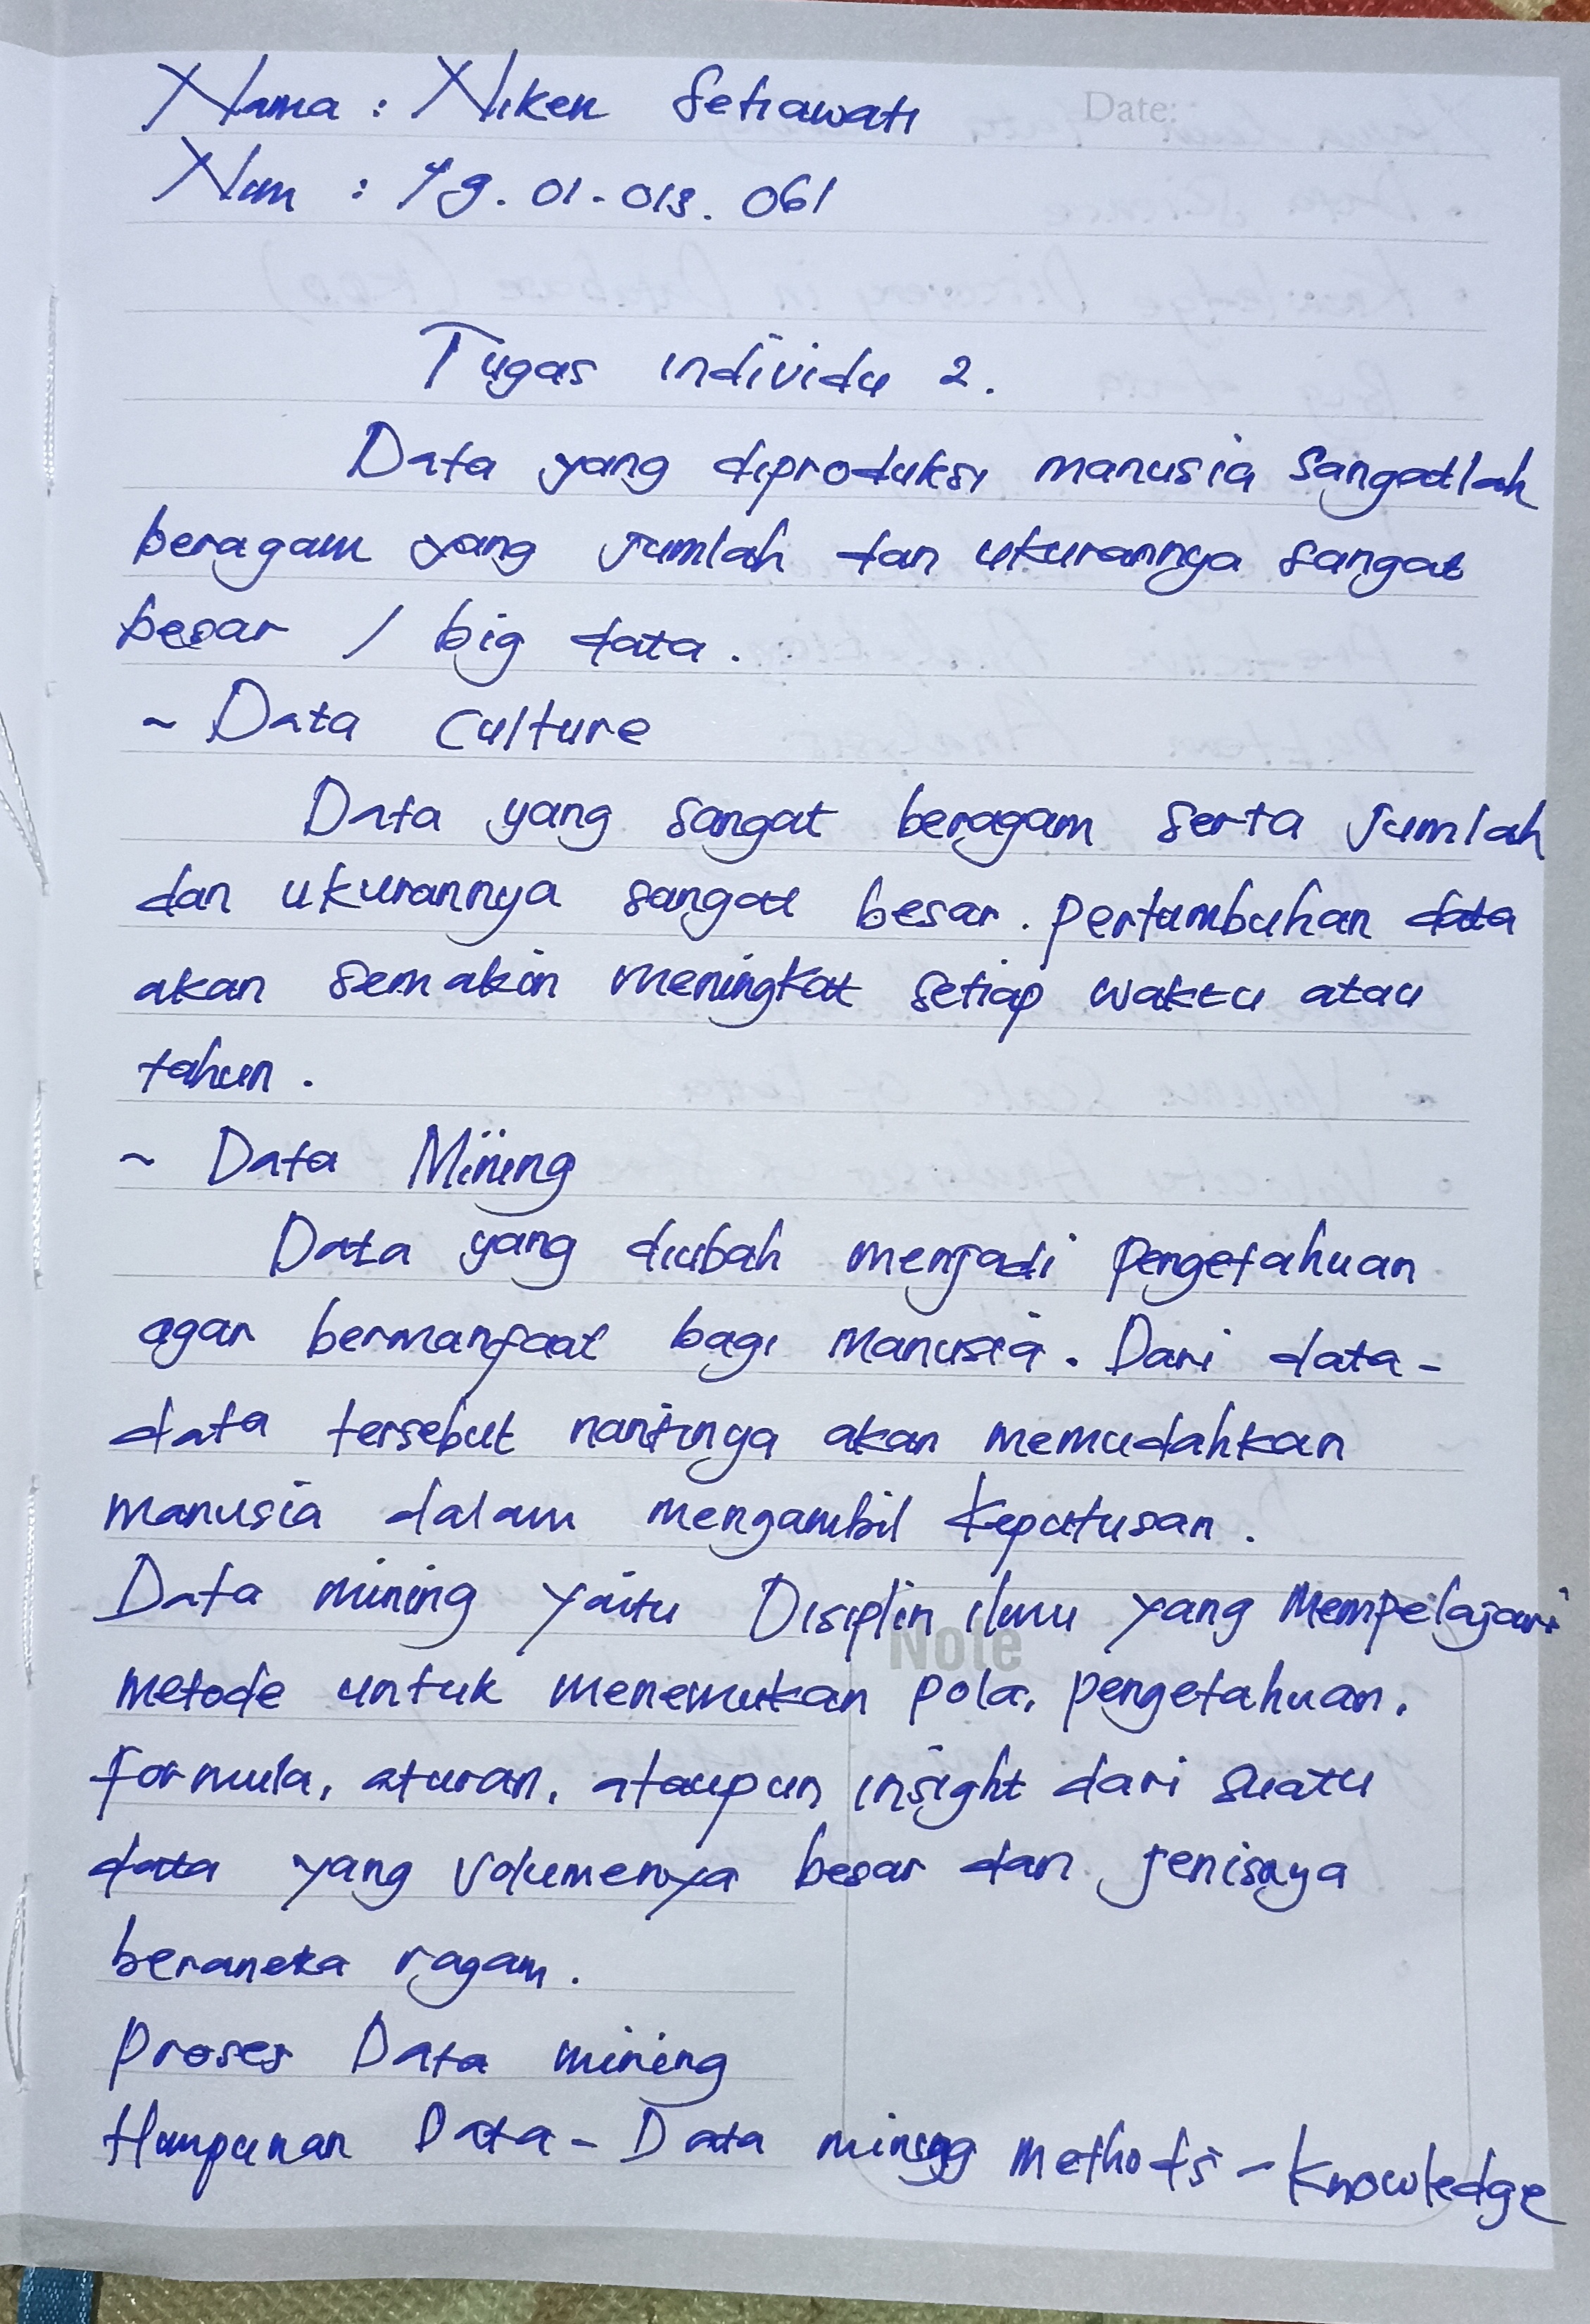 Nama : Niken Setiawati
Date:
Nim : 19.01.013.061
Tugas individu 2.
Data yang diproduksi manusia sangatlah
beragam yang jumlah dan ukurannya sangat
besar / big data.
~ Data Culture
Data yang sangat beragam serta jumlah
dan ukurannya sangat besar. pertumbuhan data
akan semakin meningkat setiap waktu atau
tahun.
~ Data Mining
Data yang diubah menjadi pengetahuan
agar bermanfaat bagi manusia. Dari data-
data tersebut nantinya akan memudahkan
manusia dalam mengambil keputusan.
Data mining yaitu Disiplin ilmu yang Mempelajari
Note
metode untuk menemukan pola, pengetahuan,
formula, aturan, ataupun insight dari suatu
data yang volumenya besar dan jenisnya
beraneka ragam.
Proses Data mining
Himpunan Data - Data mining methods - Knowledge